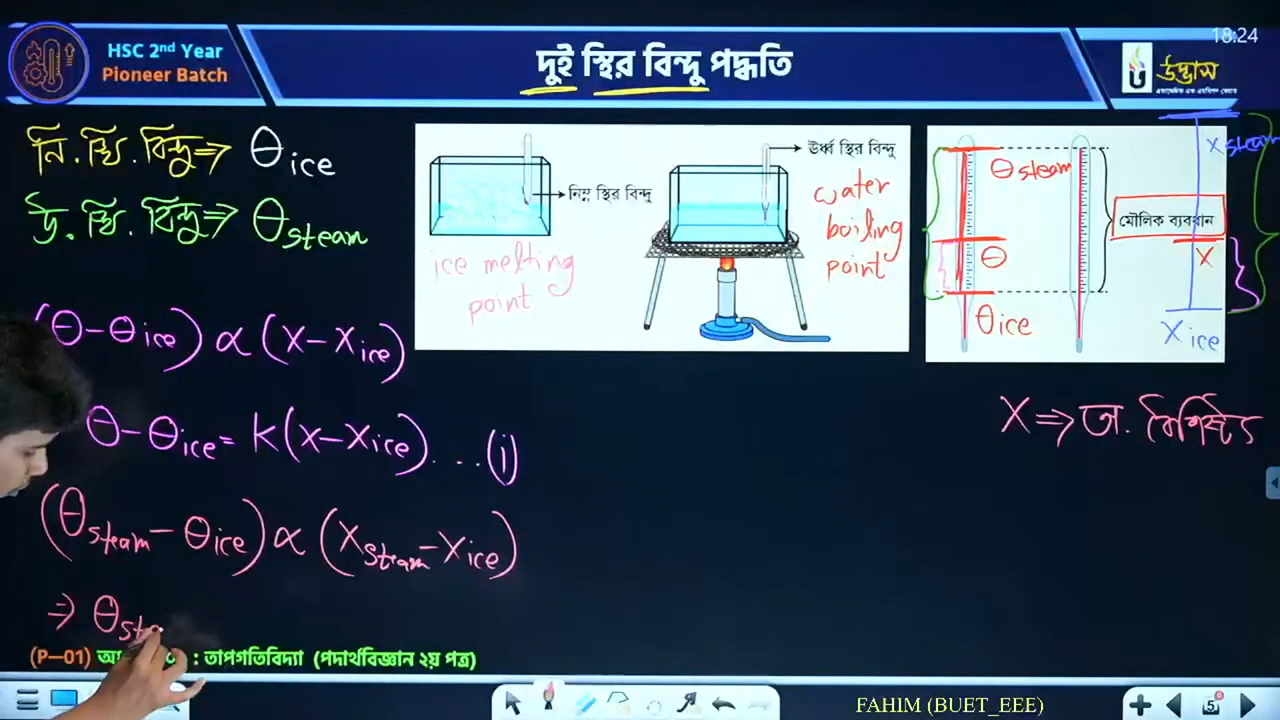 18:24
HSC 2nd Year
Pioneer Batch
দুই স্থির বিন্দু পদ্ধতি
উদ্ভাস
নি. স্থি. বিন্দু ⇒ θice
উ. স্থি. বিন্দু ⇒ θsteam
নিম্ন স্থির বিন্দু
ice melting
point
ঊর্ধ্ব স্থির বিন্দু
water
boiling
point
θsteam
θ
θice
মৌলিক ব্যবধান
Xsteam
X
Xice
(θ-θice) ∝ (X-Xice)
θ-θice = K(X-Xice)...(i)
(θsteam-θice) ∝ (Xsteam-Xice)
⇒ θste
X ⇒ তা.
(P–01)
: তাপগতিবিদ্যা (পদার্থবিজ্ঞান ২য় পত্র)
FAHIM (BUET_EEE)
5